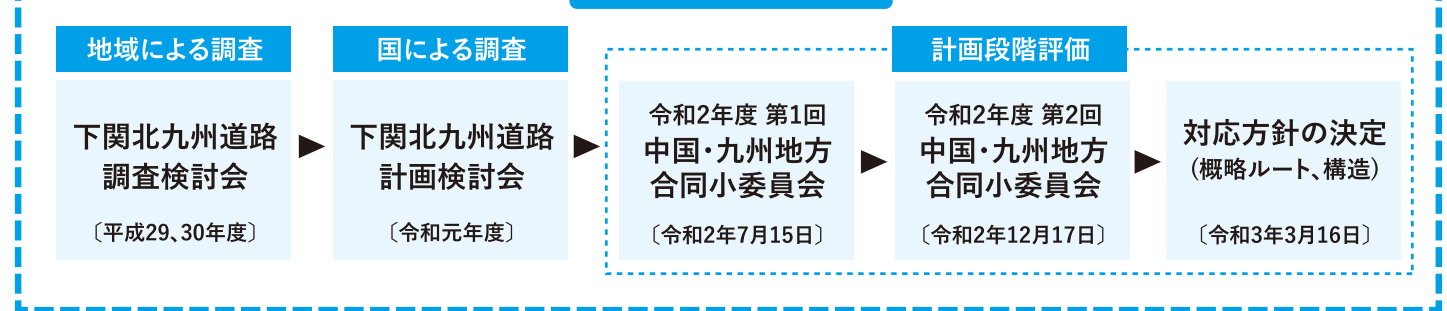 地域による調査
下関北九州道路
調査検討会
〔平成29、30年度〕
国による調査
下関北九州道路
計画検討会
〔令和元年度〕
計画段階評価
令和2年度 第1回
中国・九州地方
合同小委員会
〔令和2年7月15日〕
令和2年度 第2回
中国・九州地方
合同小委員会
〔令和2年12月17日〕
対応方針の決定
(概略ルート、構造)
〔令和3年3月16日〕